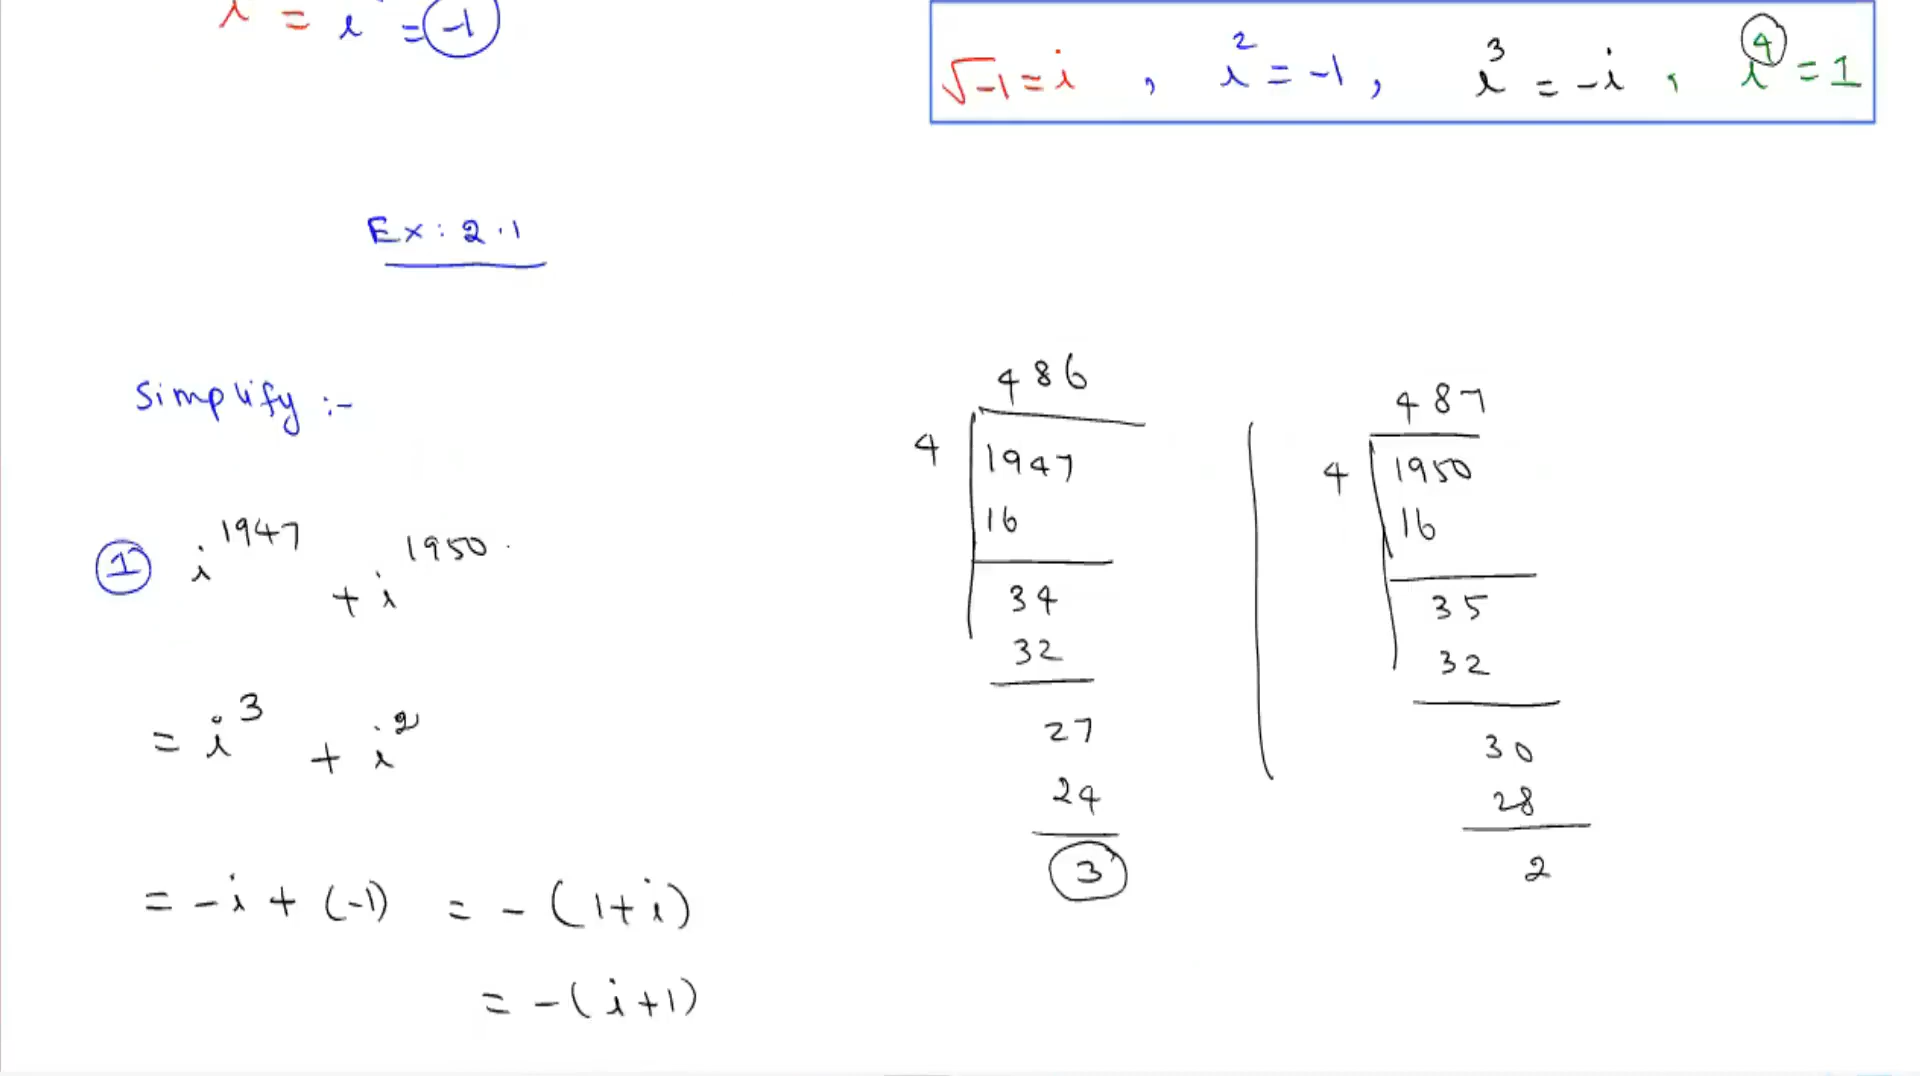 i = i = -1
√-1 = i , i² = -1 , i³ = -i , i⁴ = 1
Ex: 2.1
Simplify :-
① i¹⁹⁴⁷ + i¹⁹⁵⁰.
= i³ + i²
= -i + (-1) = -(1+i)
= -(i+1)
486
4 1947
16
34
32
27
24
3
487
4 1950
16
35
32
30
28
2